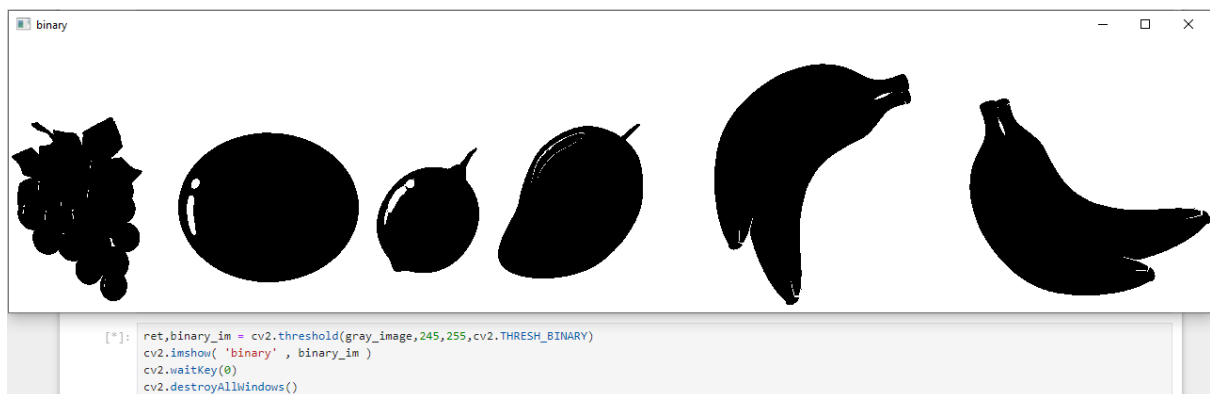 binary
[*]: ret,binary_im = cv2.threshold(gray_image,245,255,cv2.THRESH_BINARY)
cv2.imshow( 'binary' , binary_im )
cv2.waitKey(0)
cv2.destroyAllWindows()